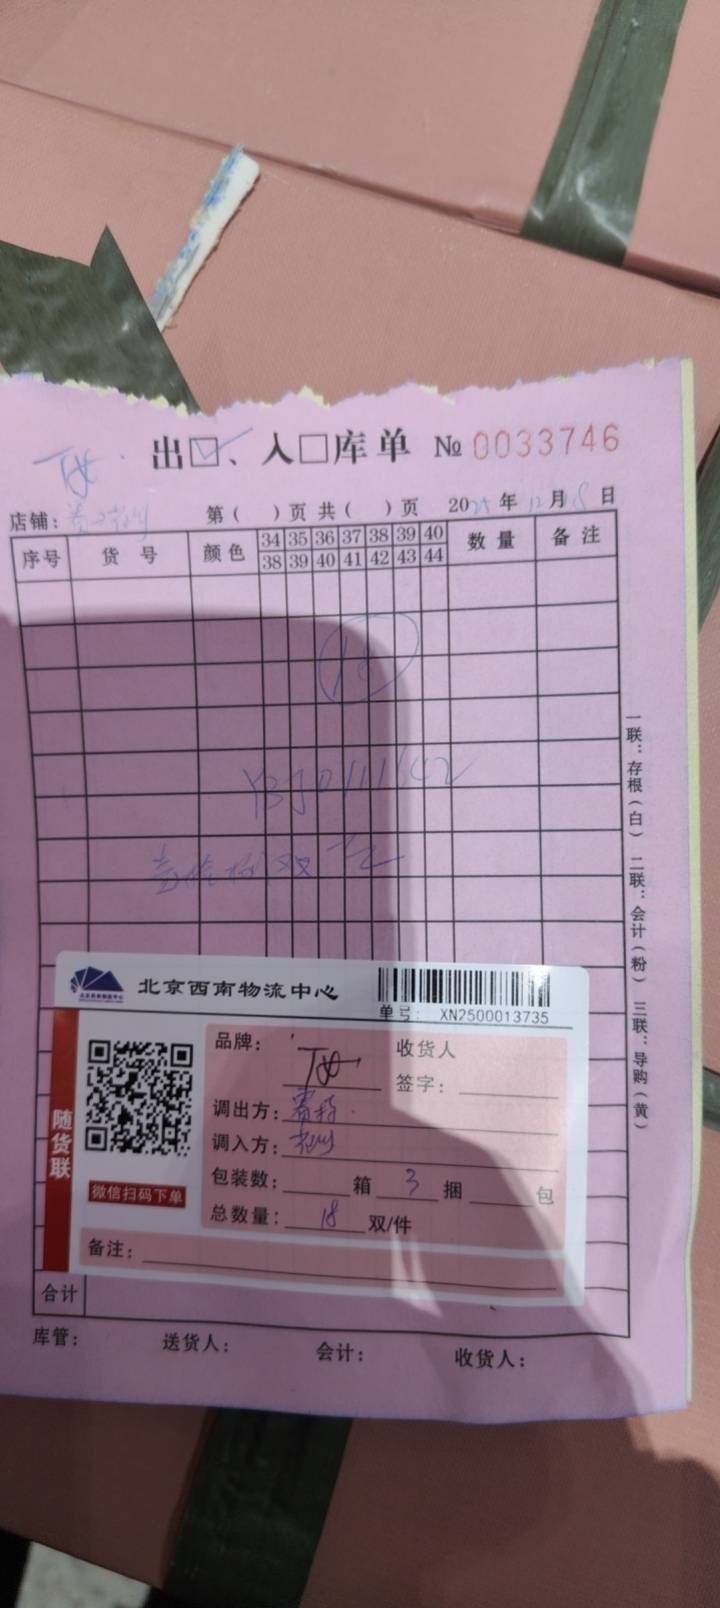 出☑、入□库单 № 0033746
店铺: 第( )页 共( )页 20 年12月18日
序号 货号 颜色 34 35 36 37 38 39 40 数量 备注
38 39 40 41 42 43 44
18
一联:存根(白) 二联:会计(粉) 三联:导购(黄)
北京西南物流中心
单号: XN2500013735
随货联
微信扫码下单
品牌: 收货人
签字:
调出方:赛特
调入方:
包装数: 箱 3 捆 包
总数量: 18 双/件
备注:
合计
库管: 送货人: 会计: 收货人: